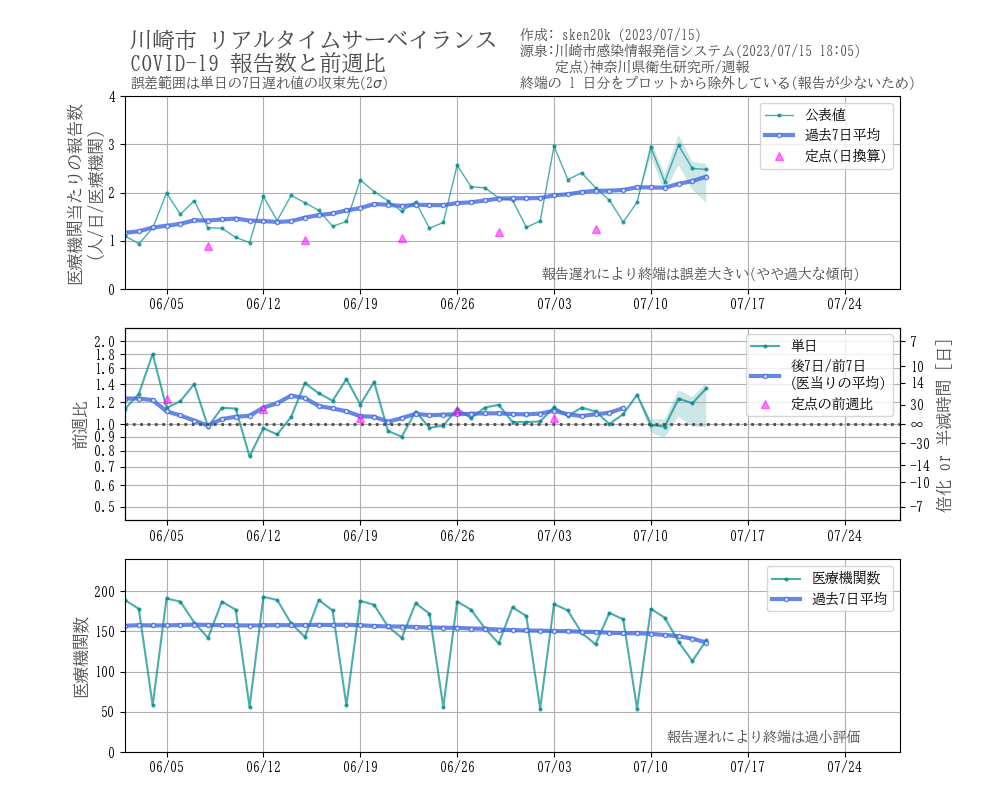 川崎市 リアルタイムサーベイランス
COVID-19 報告数と前週比
誤差範囲は単日の7日遅れ値の収束先(2σ)
作成: sken20k (2023/07/15)
源泉:川崎市感染情報発信システム(2023/07/15 18:05)
定点)神奈川県衛生研究所/週報
終端の 1 日分をプロットから除外している(報告が少ないため)
医療機関当たりの報告数
(人/日/医療機関)
4
3
2
1
0
公表値
過去7日平均
定点(日換算)
報告遅れにより終端は誤差大きい(やや過大な傾向)
06/05 06/12 06/19 06/26 07/03 07/10 07/17 07/24
前週比
2.0
1.8
1.6
1.4
1.2
1.0
0.9
0.8
0.7
0.6
0.5
単日
後7日/前7日
(医当りの平均)
定点の前週比
7
10
14
30
∞
−30
−14
−10
−7
倍化 or 半減時間 [日]
06/05 06/12 06/19 06/26 07/03 07/10 07/17 07/24
医療機関数
200
150
100
50
0
医療機関数
過去7日平均
報告遅れにより終端は過小評価
06/05 06/12 06/19 06/26 07/03 07/10 07/17 07/24